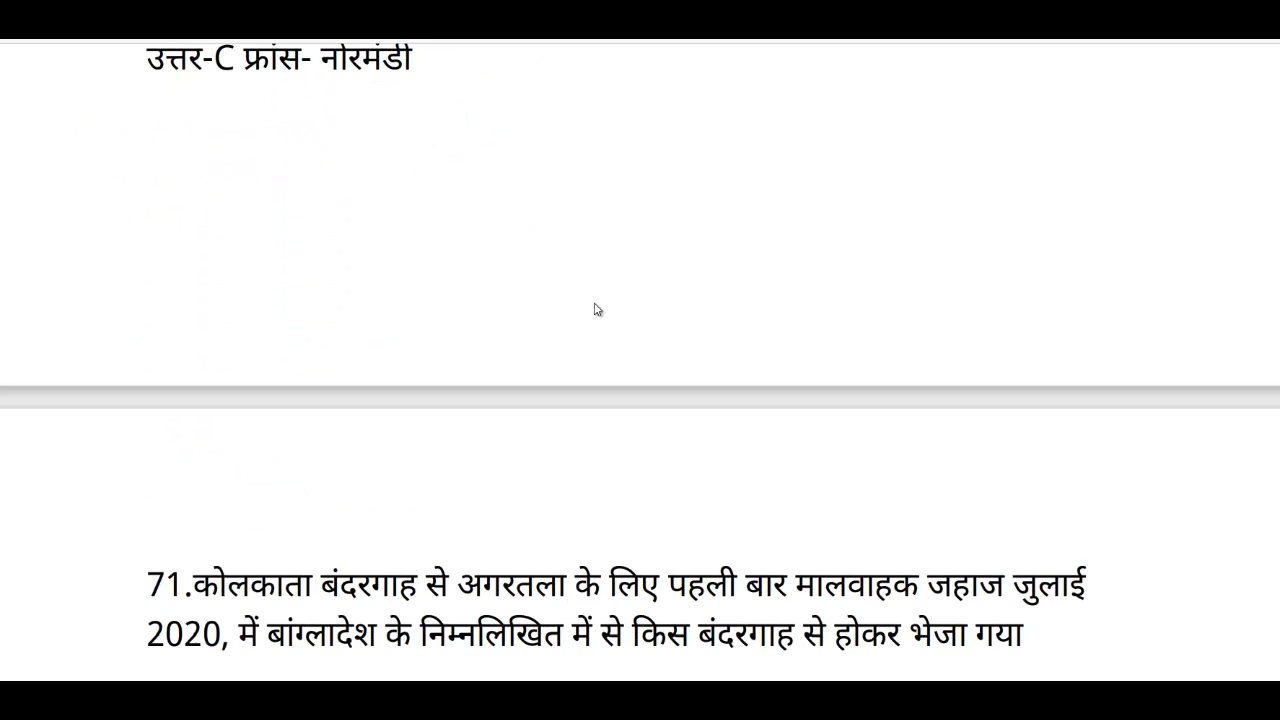 उत्तर-C फ्रांस- नोरमंडी
71.कोलकाता बंदरगाह से अगरतला के लिए पहली बार मालवाहक जहाज जुलाई
2020, में बांग्लादेश के निम्नलिखित में से किस बंदरगाह से होकर भेजा गया